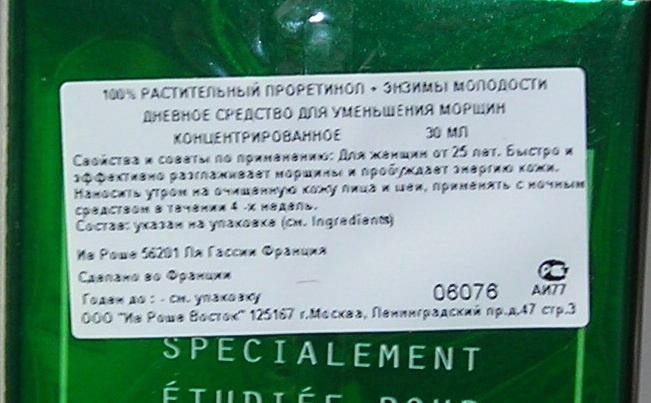 100% РАСТИТЕЛЬНЫЙ ПРОРЕТИНОЛ + ЭНЗИМЫ МОЛОДОСТИ
ДНЕВНОЕ СРЕДСТВО ДЛЯ УМЕНЬШЕНИЯ МОРЩИН
КОНЦЕНТРИРОВАННОЕ 30 МЛ
Свойства и советы по применению: Для женщин от 25 лет. Быстро и
эффективно разглаживает морщины и пробуждает энергию кожи.
Наносить утром на очищенную кожу лица и шеи, применять с ночным
средством в течении 4 -х недель.
Состав: указан на упаковке (см. Ingredients)
Ив Роше 56201 Ля Гассии Франция
Сделано во Франции
Годен до : - см. упаковку 06076 АИ77
ООО "Ив Роше Восток" 125167 г.Москва, Ленинградский пр.д.47 стр.3
SPECIALEMENT
ÉTUDIÉE POUR